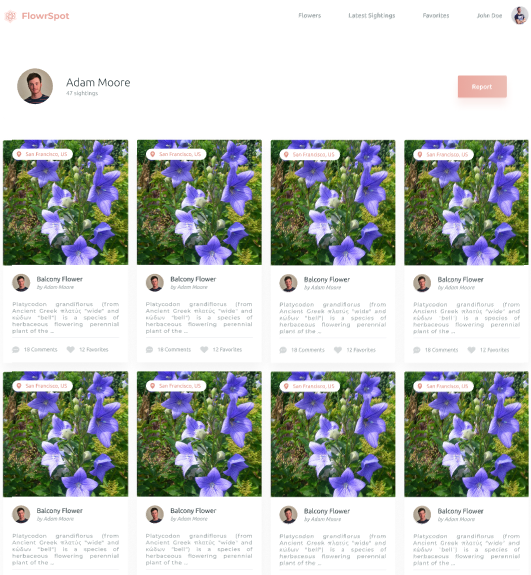 FlowrSpot
Flowers Latest Sightings Favorites John Doe
Adam Moore
47 sightings
Report
San Francisco, US San Francisco, US San Francisco, US San Francisco, US
Balcony Flower Balcony Flower Balcony Flower Balcony Flower
by Adam Moore by Adam Moore by Adam Moore by Adam Moore
Platycodon grandiflorus (from Platycodon grandiflorus (from Platycodon grandiflorus (from Platycodon grandiflorus (from
Ancient Greek πλατύς "wide" and Ancient Greek πλατύς "wide" and Ancient Greek πλατύς "wide" and Ancient Greek πλατύς "wide" and
κώδων "bell") is a species of κώδων "bell") is a species of κώδων "bell") is a species of κώδων "bell") is a species of
herbaceous flowering perennial herbaceous flowering perennial herbaceous flowering perennial herbaceous flowering perennial
plant of the ... plant of the ... plant of the ... plant of the ...
18 Comments 12 Favorites 18 Comments 12 Favorites 18 Comments 12 Favorites 18 Comments 12 Favorites
San Francisco, US San Francisco, US San Francisco, US San Francisco, US
Balcony Flower Balcony Flower Balcony Flower Balcony Flower
by Adam Moore by Adam Moore by Adam Moore by Adam Moore
Platycodon grandiflorus (from Platycodon grandiflorus (from Platycodon grandiflorus (from Platycodon grandiflorus (from
Ancient Greek πλατύς "wide" and Ancient Greek πλατύς "wide" and Ancient Greek πλατύς "wide" and Ancient Greek πλατύς "wide" and
κώδων "bell") is a species of κώδων "bell") is a species of κώδων "bell") is a species of κώδων "bell") is a species of
herbaceous flowering perennial herbaceous flowering perennial herbaceous flowering perennial herbaceous flowering perennial